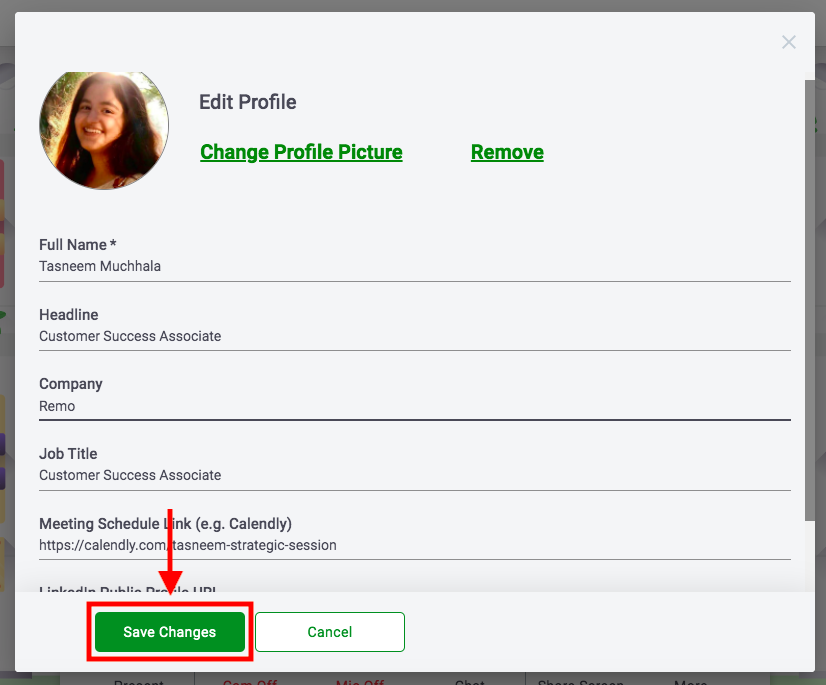 Edit Profile
Change Profile Picture Remove
Full Name *
Tasneem Muchhala
Headline
Customer Success Associate
Company
Remo
Job Title
Customer Success Associate
Meeting Schedule Link (e.g. Calendly)
https://calendly.com/tasneem-strategic-session
LinkedIn Public Profile URL
Save Changes Cancel
Present Cam Off Mic Off Chat Share Screen More